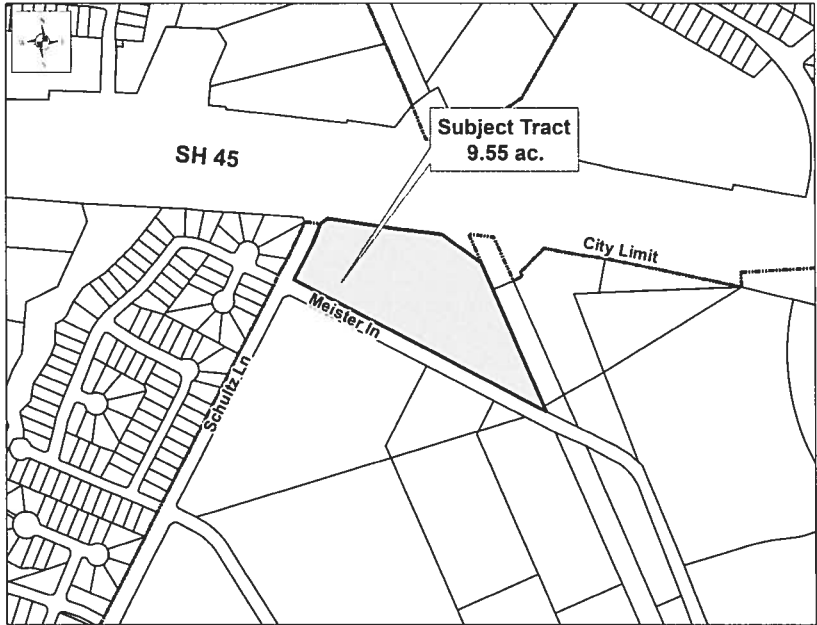 SH 45
Subject Tract
9.55 ac.
City Limit
Meister ln
Schultz Ln